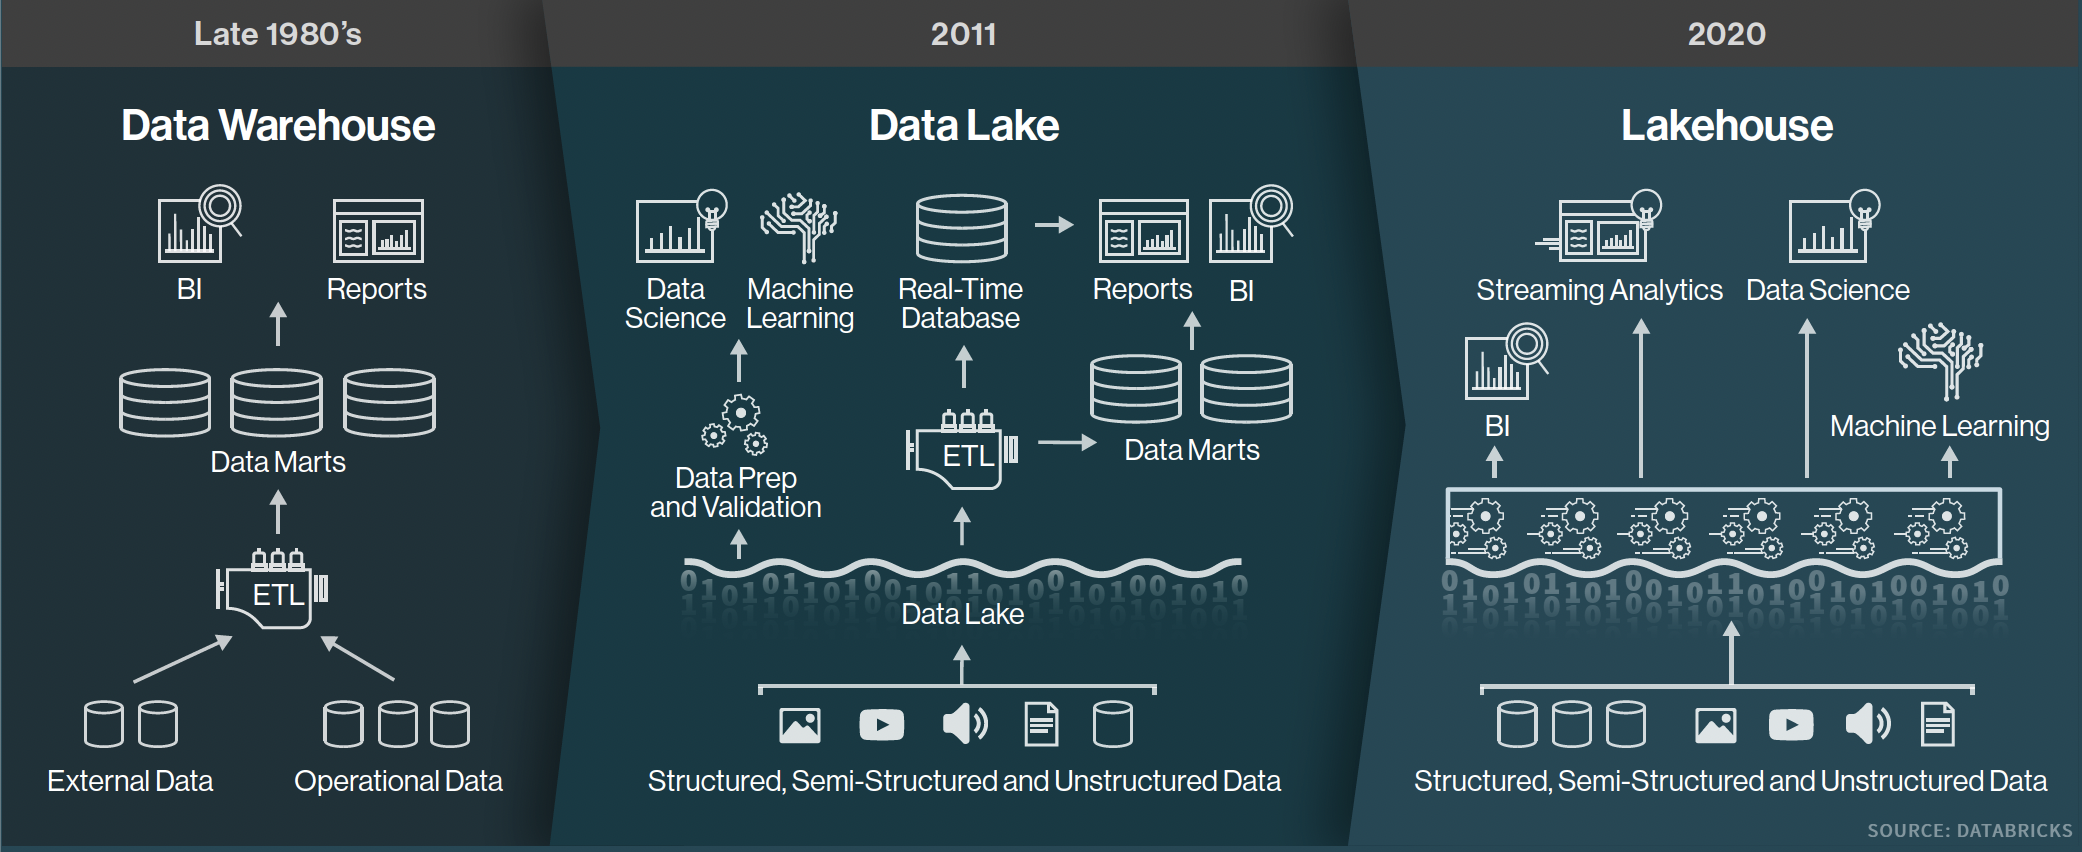 Late 1980's
Data Warehouse
BI
Reports
Data Marts
ETL
External Data
Operational Data
2011
Data Lake
Data
Science
Machine
Learning
Real-Time
Database
Reports
BI
Data Prep
and Validation
ETL
Data Marts
0110101101000101100101001010
Data Lake
Structured, Semi-Structured and Unstructured Data
2020
Lakehouse
Streaming Analytics
Data Science
BI
Machine Learning
Structured, Semi-Structured and Unstructured Data
SOURCE: DATABRICKS